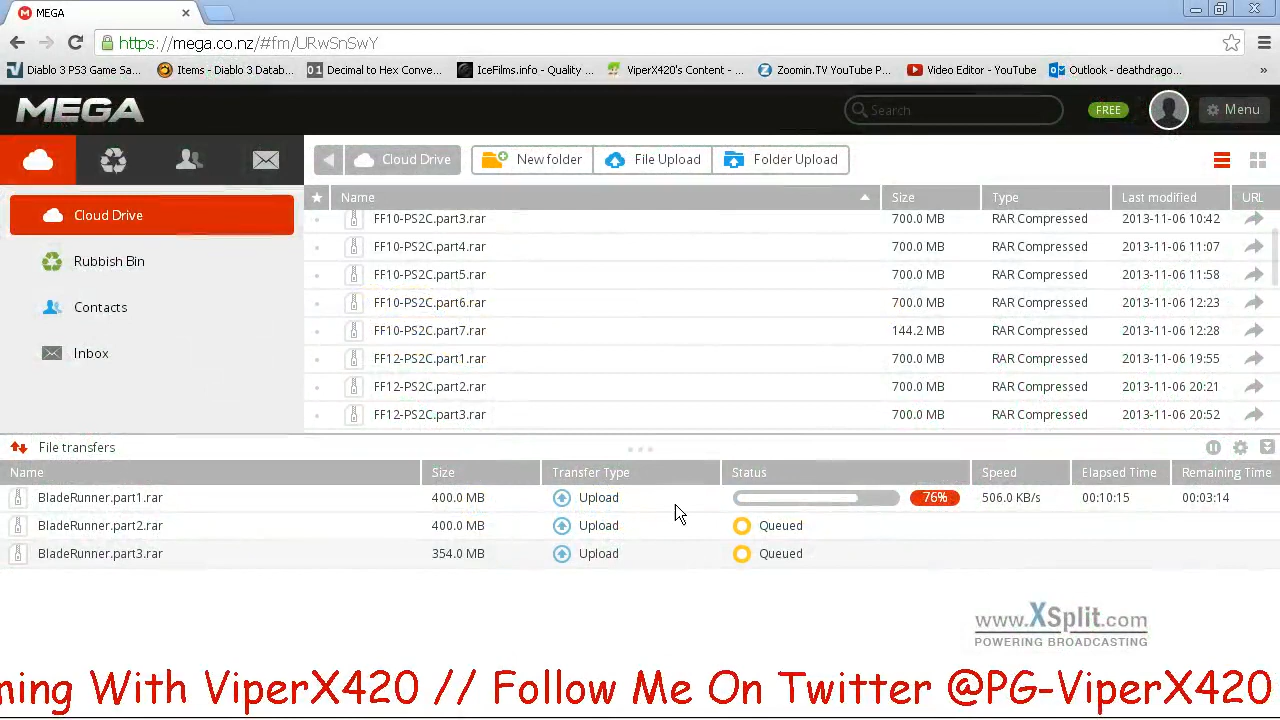 MEGA
https://mega.co.nz/#fm/URwSnSwY
Diablo 3 PS3 Game Sa... Items - Diablo 3 Datab... 01 Decimal to Hex Conve... IceFilms.info - Quality ... ViperX420's Content - ... Zoomin.TV YouTube P... Video Editor - YouTube Outlook - deathdrago... »
MEGA Search FREE Menu
Cloud Drive New folder File Upload Folder Upload
Cloud Drive
Rubbish Bin
Contacts
Inbox
Name Size Type Last modified URL
FF10-PS2C.part3.rar 700.0 MB RAR Compressed 2013-11-06 10:42
FF10-PS2C.part4.rar 700.0 MB RAR Compressed 2013-11-06 11:07
FF10-PS2C.part5.rar 700.0 MB RAR Compressed 2013-11-06 11:58
FF10-PS2C.part6.rar 700.0 MB RAR Compressed 2013-11-06 12:23
FF10-PS2C.part7.rar 144.2 MB RAR Compressed 2013-11-06 12:28
FF12-PS2C.part1.rar 700.0 MB RAR Compressed 2013-11-06 19:55
FF12-PS2C.part2.rar 700.0 MB RAR Compressed 2013-11-06 20:21
FF12-PS2C.part3.rar 700.0 MB RAR Compressed 2013-11-06 20:52
File transfers
Name Size Transfer Type Status Speed Elapsed Time Remaining Time
BladeRunner.part1.rar 400.0 MB Upload 76% 506.0 KB/s 00:10:15 00:03:14
BladeRunner.part2.rar 400.0 MB Upload Queued
BladeRunner.part3.rar 354.0 MB Upload Queued
www.XSplit.com
POWERING BROADCASTING
ming With ViperX420 // Follow Me On Twitter @PG-ViperX420